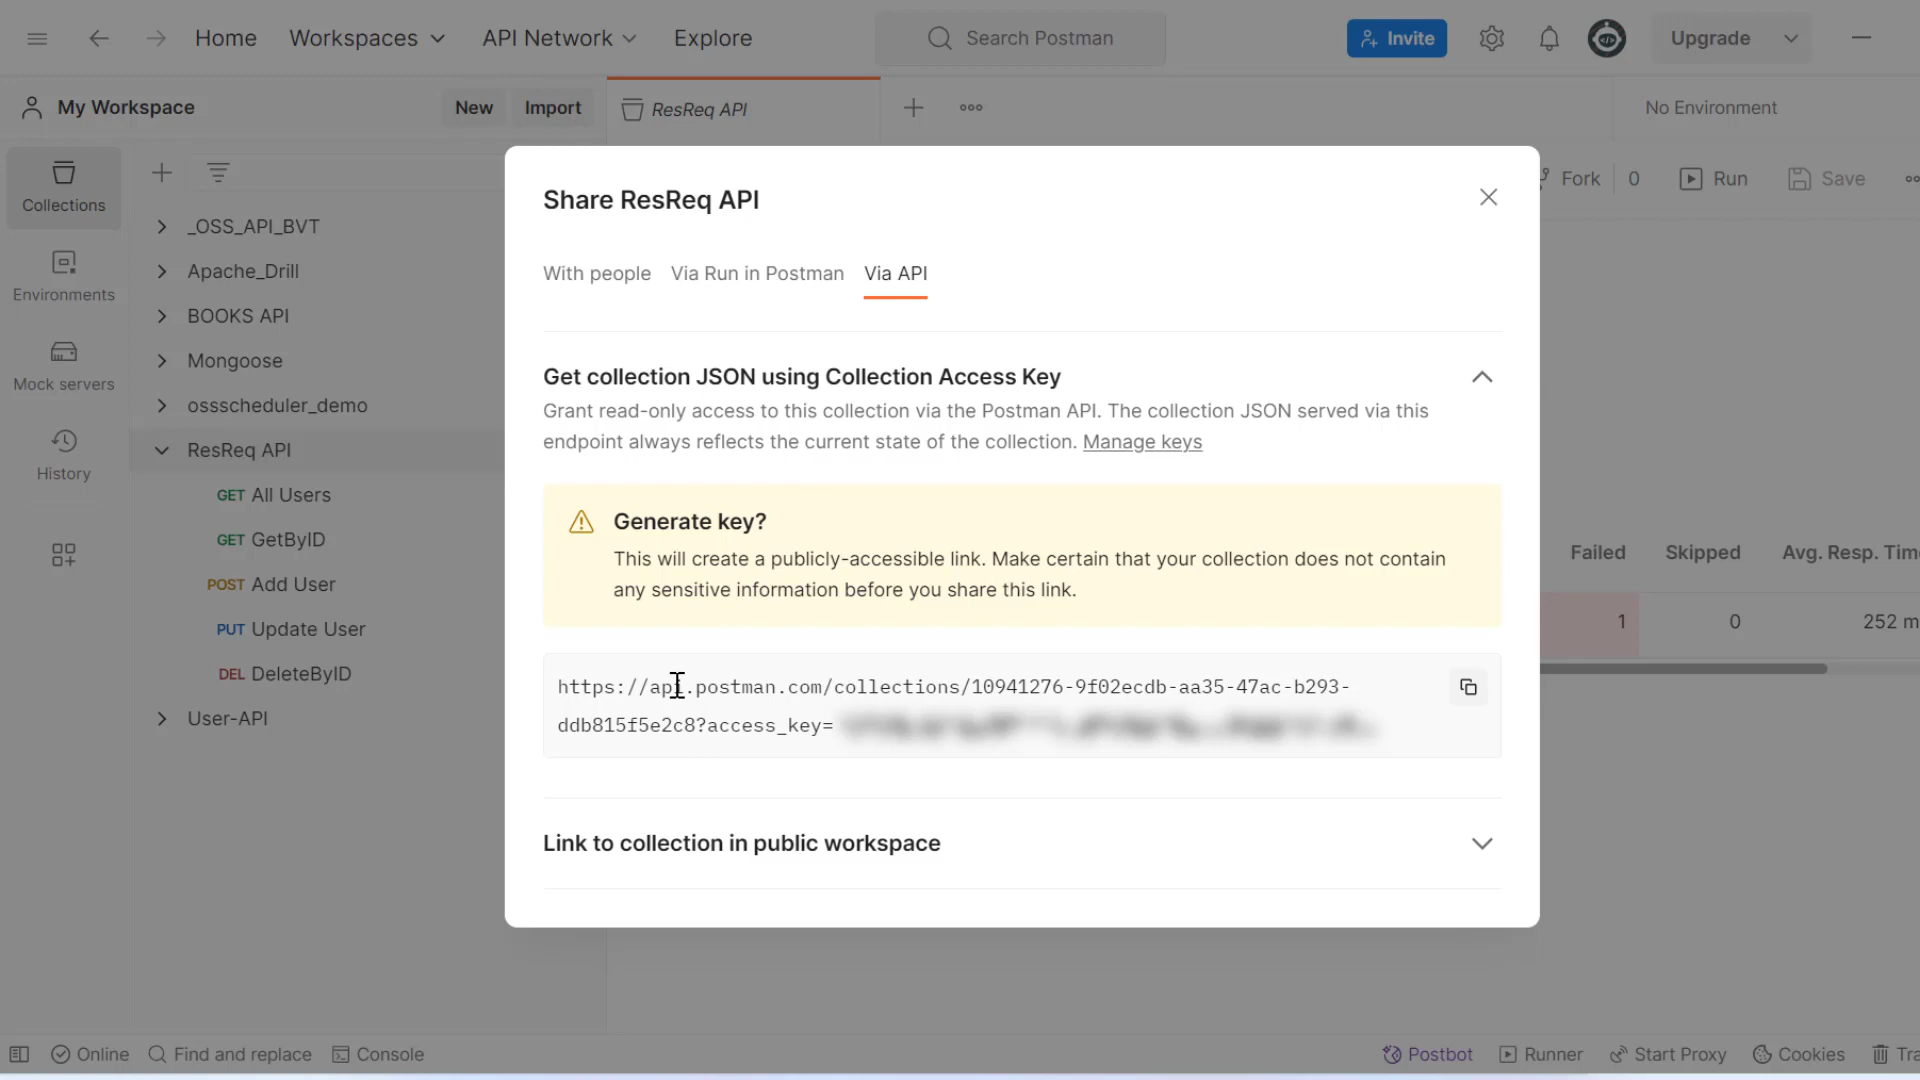 Home
Workspaces
API Network
Explore
Search Postman
Invite
Upgrade
My Workspace
New
Import
ResReq API
No Environment
Collections
Environments
Mock servers
History
_OSS_API_BVT
Apache_Drill
BOOKS API
Mongoose
ossscheduler_demo
ResReq API
GET All Users
GET GetByID
POST Add User
PUT Update User
DEL DeleteByID
User-API
Fork 0
Run
Save
Share ResReq API
With people
Via Run in Postman
Via API
Get collection JSON using Collection Access Key
Grant read-only access to this collection via the Postman API. The collection JSON served via this
endpoint always reflects the current state of the collection. Manage keys
Generate key?
This will create a publicly-accessible link. Make certain that your collection does not contain
any sensitive information before you share this link.
https://api.postman.com/collections/10941276-9f02ecdb-aa35-47ac-b293-
ddb815f5e2c8?access_key=
Link to collection in public workspace
Failed Skipped Avg. Resp. Time
1 0 252 m
Online
Find and replace
Console
Postbot
Runner
Start Proxy
Cookies
Tra